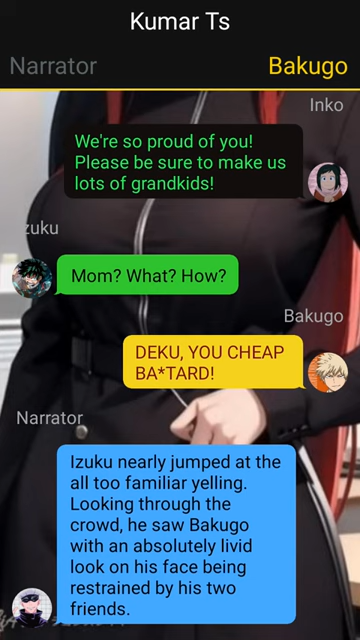 Kumar Ts
Narrator
Bakugo
Inko
We're so proud of you!
Please be sure to make us
lots of grandkids!
zuku
Mom? What? How?
Bakugo
DEKU, YOU CHEAP
BA*TARD!
Narrator
Izuku nearly jumped at the
all too familiar yelling.
Looking through the
crowd, he saw Bakugo
with an absolutely livid
look on his face being
restrained by his two
friends.